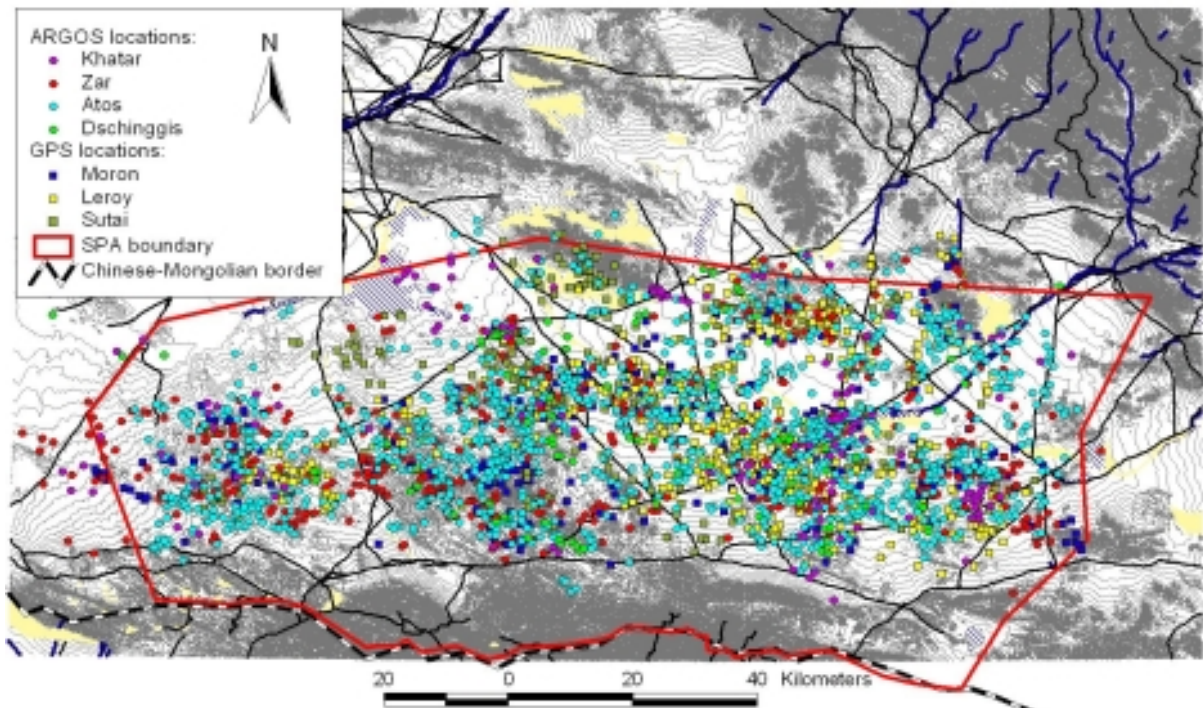 ARGOS locations:
Khatar
Zar
Atos
Dschinggis
GPS locations:
Moron
Leroy
Sutai
SPA boundary
Chinese-Mongolian border
N
20 0 20 40 Kilometers